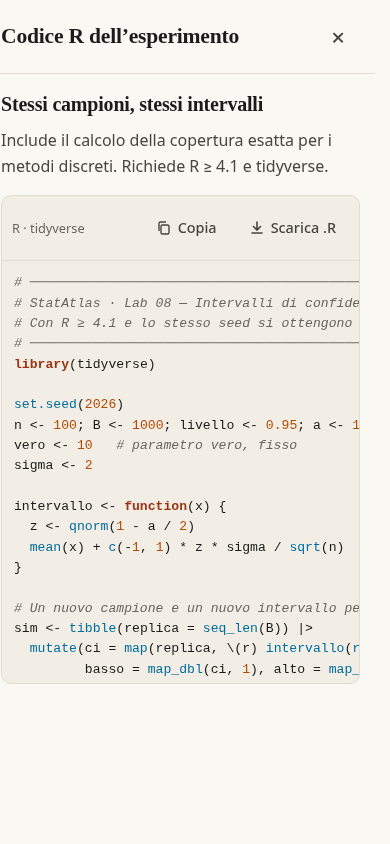 Codice R dell’esperimento
Stessi campioni, stessi intervalli
Include il calcolo della copertura esatta per i
metodi discreti. Richiede R ≥ 4.1 e tidyverse.
R · tidyverse
Copia
Scarica .R
# ──────────────────────────────────────────
# StatAtlas · Lab 08 — Intervalli di confide
# Con R ≥ 4.1 e lo stesso seed si ottengono
# ──────────────────────────────────────────
library(tidyverse)
set.seed(2026)
n <- 100; B <- 1000; livello <- 0.95; a <- 1
vero <- 10   # parametro vero, fisso
sigma <- 2
intervallo <- function(x) {
  z <- qnorm(1 - a / 2)
  mean(x) + c(-1, 1) * z * sigma / sqrt(n)
}
# Un nuovo campione e un nuovo intervallo pe
sim <- tibble(replica = seq_len(B)) |>
  mutate(ci = map(replica, \(r) intervallo(r
         basso = map_dbl(ci, 1), alto = map_